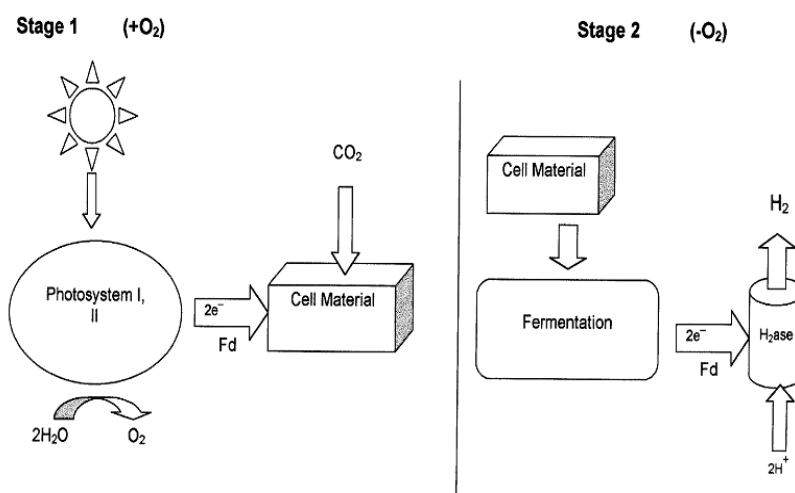 Stage 1 (+O₂)
Stage 2 (-O₂)
CO₂
Cell Material
H₂
Photosystem I,
II
2e⁻
Fd
Cell Material
Fermentation
2e⁻
Fd
H₂ase
2H₂O
O₂
2H⁺